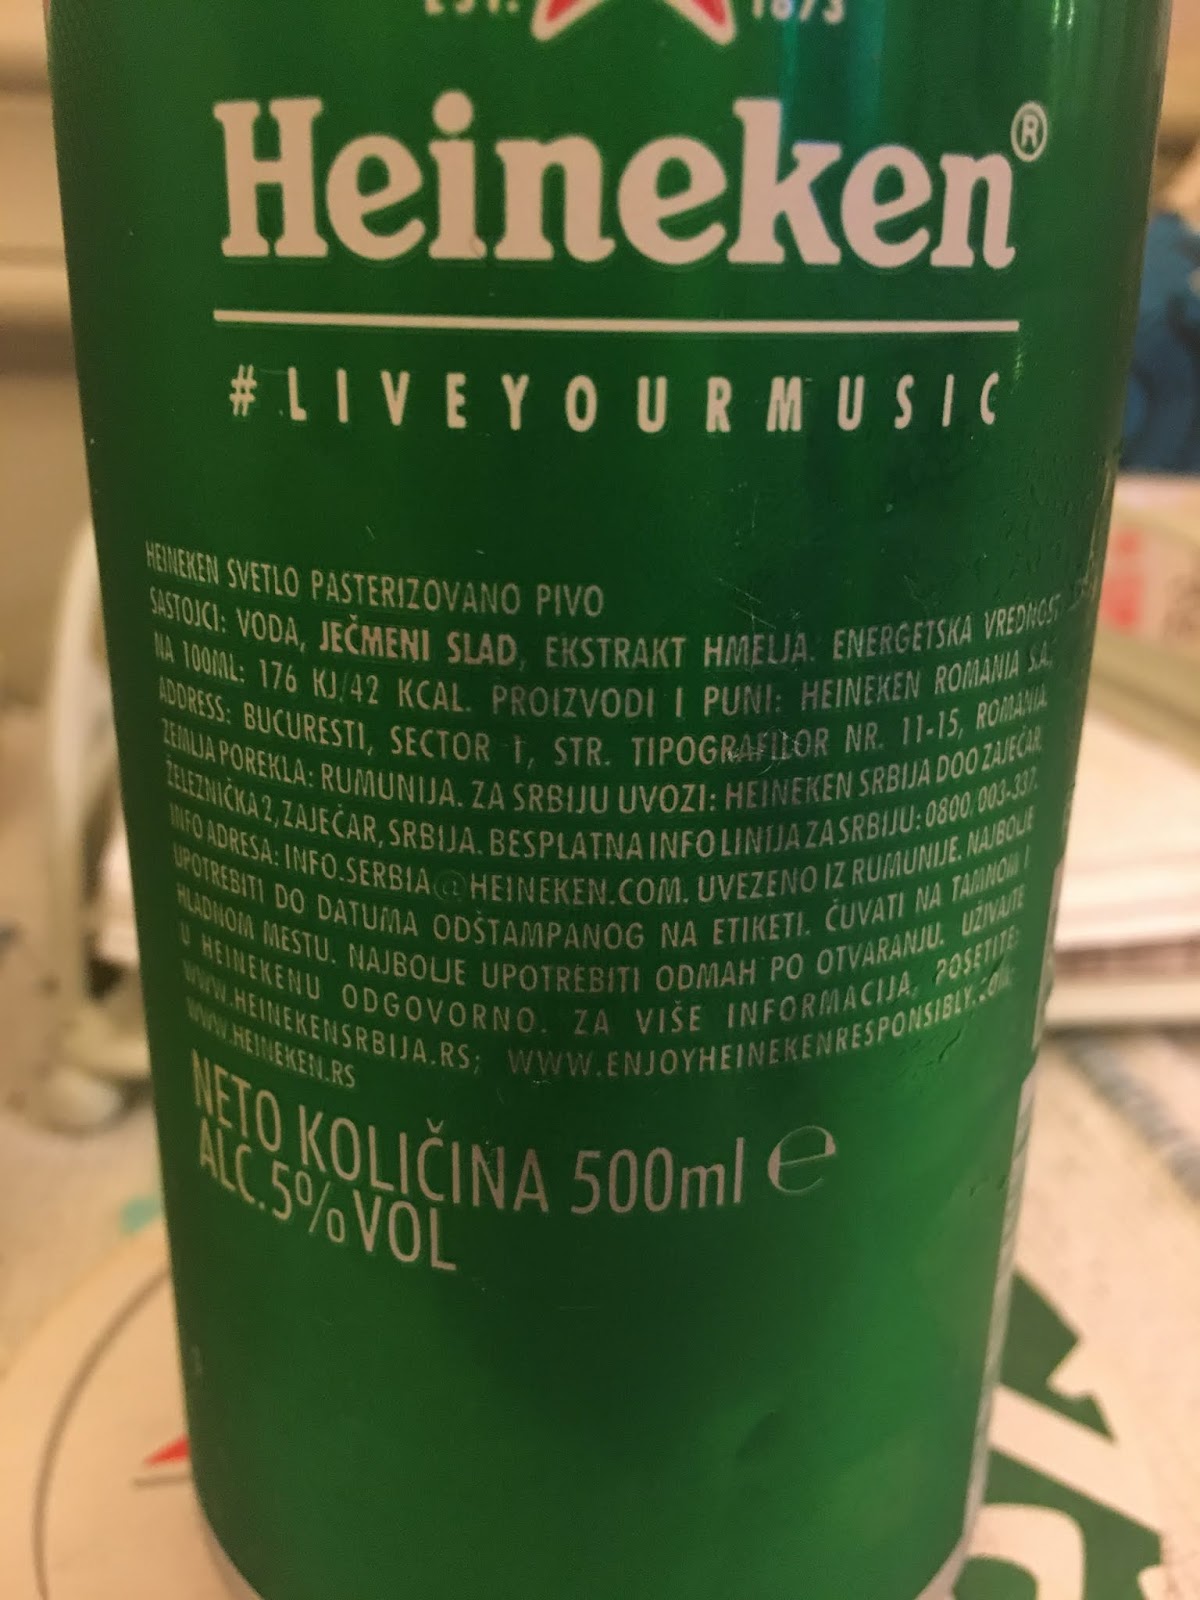 EST. 1873
Heineken®
#LIVEYOURMUSIC
HEINEKEN SVETLO PASTERIZOVANO PIVO
SASTOJCI: VODA, JEČMENI SLAD, EKSTRAKT HMELJA. ENERGETSKA VREDNOST
NA 100ML: 176 KJ/42 KCAL. PROIZVODI I PUNI: HEINEKEN ROMANIA S.A.
ADDRESS: BUCURESTI, SECTOR 1, STR. TIPOGRAFILOR NR. 11-15, ROMANIA.
ZEMLJA POREKLA: RUMUNIJA. ZA SRBIJU UVOZI: HEINEKEN SRBIJA DOO ZAJEČAR,
ŽELEZNIČKA 2, ZAJEČAR, SRBIJA. BESPLATNA INFO LINIJA ZA SRBIJU: 0800/003-337.
INFO ADRESA: INFO.SERBIA@HEINEKEN.COM. UVEZENO IZ RUMUNIJE. NAJBOLJE
UPOTREBITI DO DATUMA ODŠTAMPANOG NA ETIKETI. ČUVATI NA TAMNOM I
HLADNOM MESTU. NAJBOLJE UPOTREBITI ODMAH PO OTVARANJU. UŽIVAJTE
U HEINEKENU ODGOVORNO. ZA VIŠE INFORMACIJA, POSETITE:
WWW.HEINEKENSRBIJA.RS; WWW.ENJOYHEINEKENRESPONSIBLY.COM;
WWW.HEINEKEN.RS
NETO KOLIČINA 500ml ℮
ALC.5%VOL